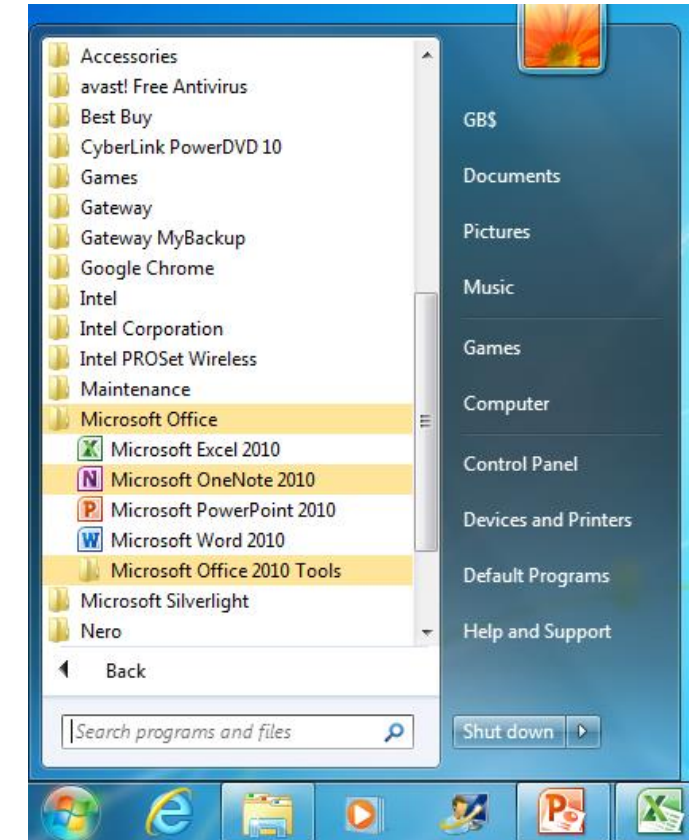 Accessories
avast! Free Antivirus
Best Buy
CyberLink PowerDVD 10
Games
Gateway
Gateway MyBackup
Google Chrome
Intel
Intel Corporation
Intel PROSet Wireless
Maintenance
Microsoft Office
Microsoft Excel 2010
Microsoft OneNote 2010
Microsoft PowerPoint 2010
Microsoft Word 2010
Microsoft Office 2010 Tools
Microsoft Silverlight
Nero
Back
Search programs and files
GB$
Documents
Pictures
Music
Games
Computer
Control Panel
Devices and Printers
Default Programs
Help and Support
Shut down